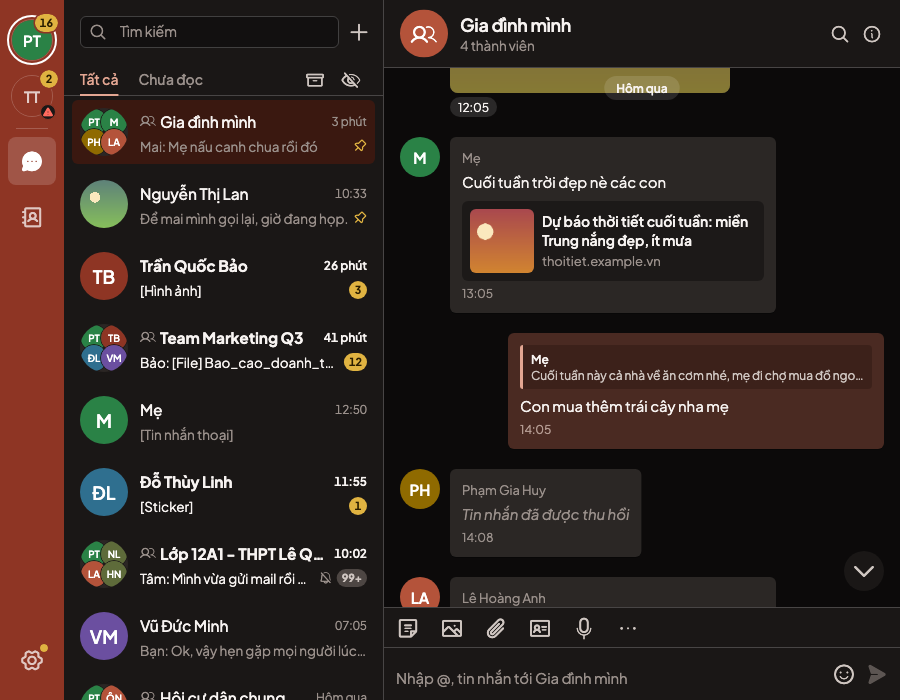 PT
16
TT
2
Tìm kiếm
Tất cả
Chưa đọc
PT
M
PH
LA
Gia đình mình
3 phút
Mai: Mẹ nấu canh chua rồi đó
Nguyễn Thị Lan
10:33
Để mai mình gọi lại, giờ đang họp.
TB
Trần Quốc Bảo
26 phút
[Hình ảnh]
3
PT
TB
ĐL
VM
Team Marketing Q3
41 phút
Bảo: [File] Bao_cao_doanh_t...
12
M
Mẹ
12:50
[Tin nhắn thoại]
ĐL
Đỗ Thùy Linh
11:55
[Sticker]
1
PT
NL
LA
HN
Lớp 12A1 - THPT Lê Q...
10:02
Tâm: Mình vừa gửi mail rồi ...
99+
VM
Vũ Đức Minh
07:05
Bạn: Ok, vậy hẹn gặp mọi người lúc...
PT
ÔN
Hội cư dân chung
Hôm qua
Gia đình mình
4 thành viên
Hôm qua
12:05
M
Mẹ
Cuối tuần trời đẹp nè các con
Dự báo thời tiết cuối tuần: miền
Trung nắng đẹp, ít mưa
thoitiet.example.vn
13:05
Mẹ
Cuối tuần này cả nhà về ăn cơm nhé, mẹ đi chợ mua đồ ngo...
Con mua thêm trái cây nha mẹ
14:05
PH
Phạm Gia Huy
Tin nhắn đã được thu hồi
14:08
LA
Lê Hoàng Anh
Nhập @, tin nhắn tới Gia đình mình